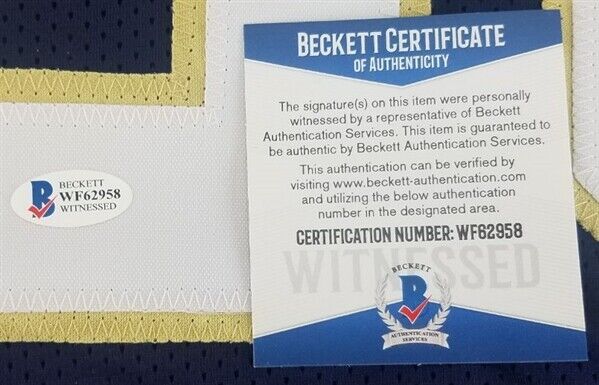 BECKETT CERTIFICATE
OF AUTHENTICITY
The signature(s) on this item were personally
witnessed by a representative of Beckett
Authentication Services. This item is guaranteed to
be authentic by Beckett Authentication Services.
This authentication can be verified by
visiting www.beckett-authentication.com
and utilizing the below authentication
number in the designated area.
CERTIFICATION NUMBER: WF62958
WITNESSED
BECKETT
B
AUTHENTICATION
SERVICES
B
BECKETT
WF62958
WITNESSED